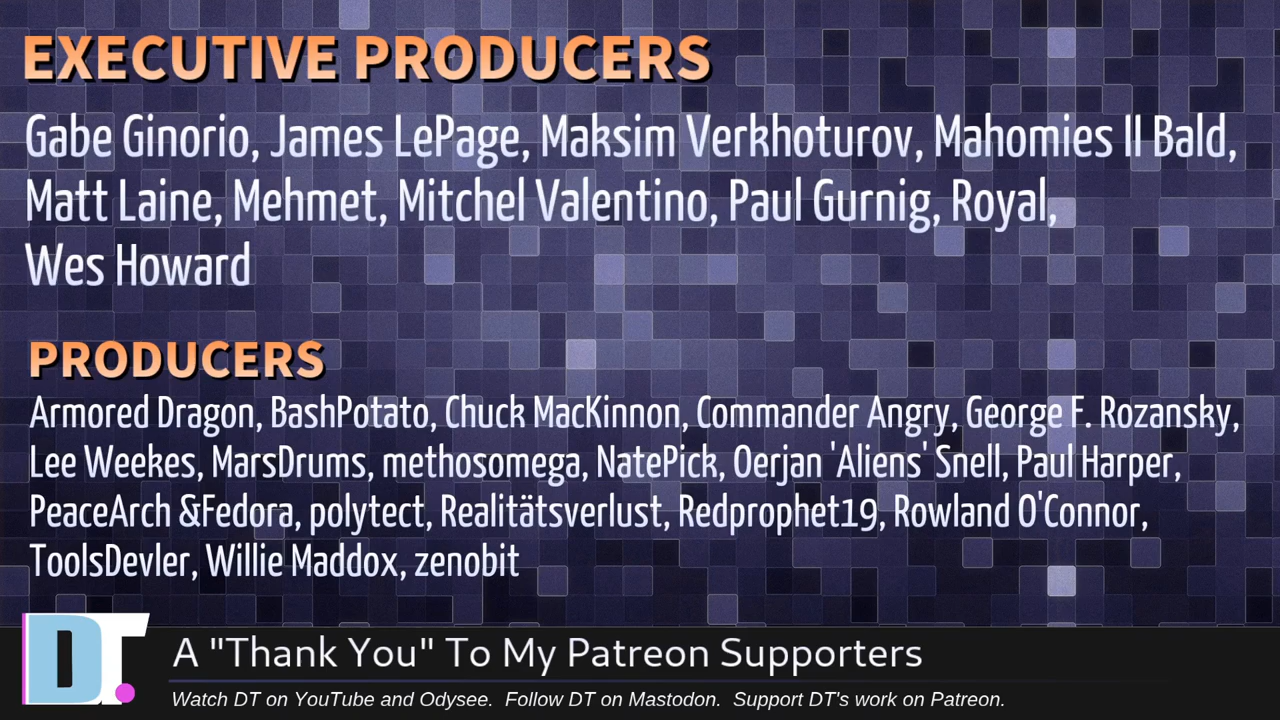 EXECUTIVE PRODUCERS
Gabe Ginorio, James LePage, Maksim Verkhoturov, Mahomies II Bald,
Matt Laine, Mehmet, Mitchel Valentino, Paul Gurnig, Royal,
Wes Howard
PRODUCERS
Armored Dragon, BashPotato, Chuck MacKinnon, Commander Angry, George F. Rozansky,
Lee Weekes, MarsDrums, methosomega, NatePick, Oerjan 'Aliens' Snell, Paul Harper,
PeaceArch &Fedora, polytect, Realitätsverlust, Redprophet19, Rowland O'Connor,
ToolsDevler, Willie Maddox, zenobit
DT.
A "Thank You" To My Patreon Supporters
Watch DT on YouTube and Odysee. Follow DT on Mastodon. Support DT's work on Patreon.